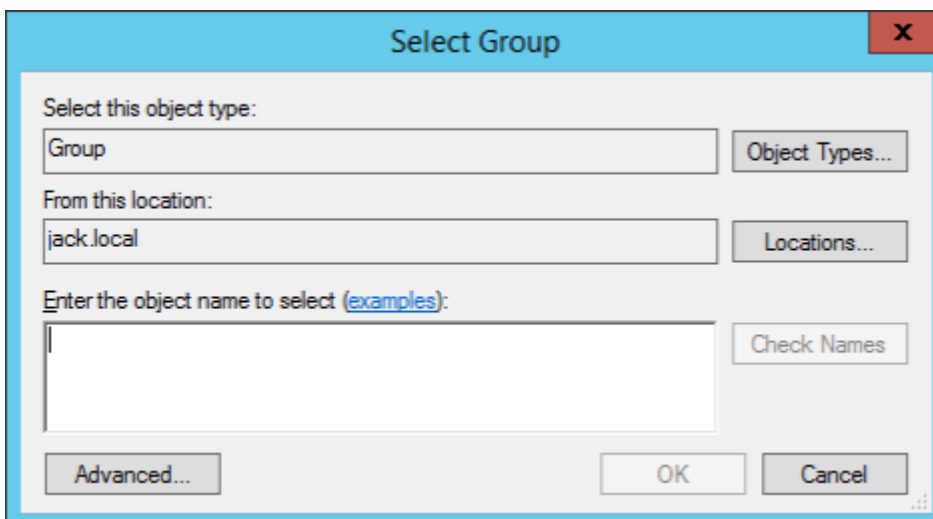 Select Group
x
Select this object type:
Group
Object Types...
From this location:
jack.local
Locations...
Enter the object name to select (examples):
Check Names
Advanced...
OK
Cancel